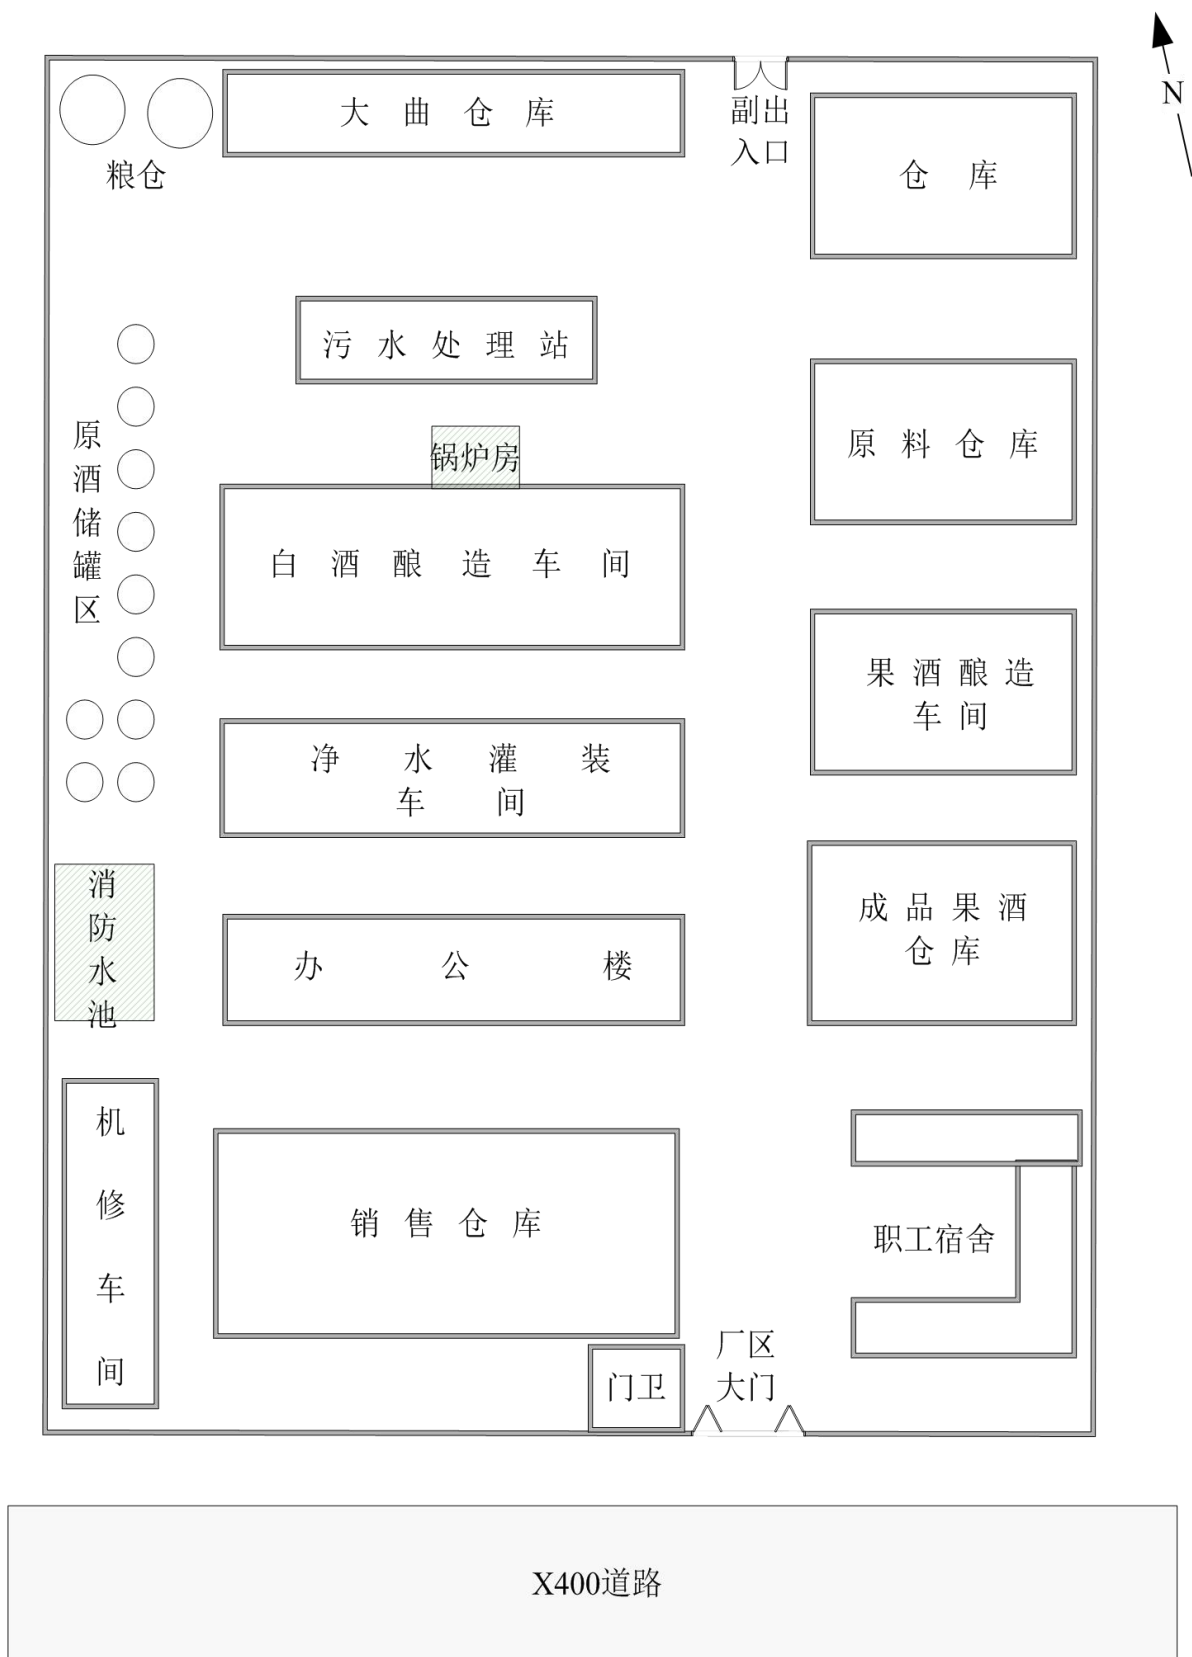 N
大曲仓库
副出
入口
粮仓
仓库
污水处理站
原料仓库
锅炉房
原酒储罐区
白酒酿造车间
果酒酿造
车间
净水灌装
车间
消防水池
成品果酒
仓库
办公楼
机修车间
销售仓库
职工宿舍
厂区
大门
门卫
X400道路